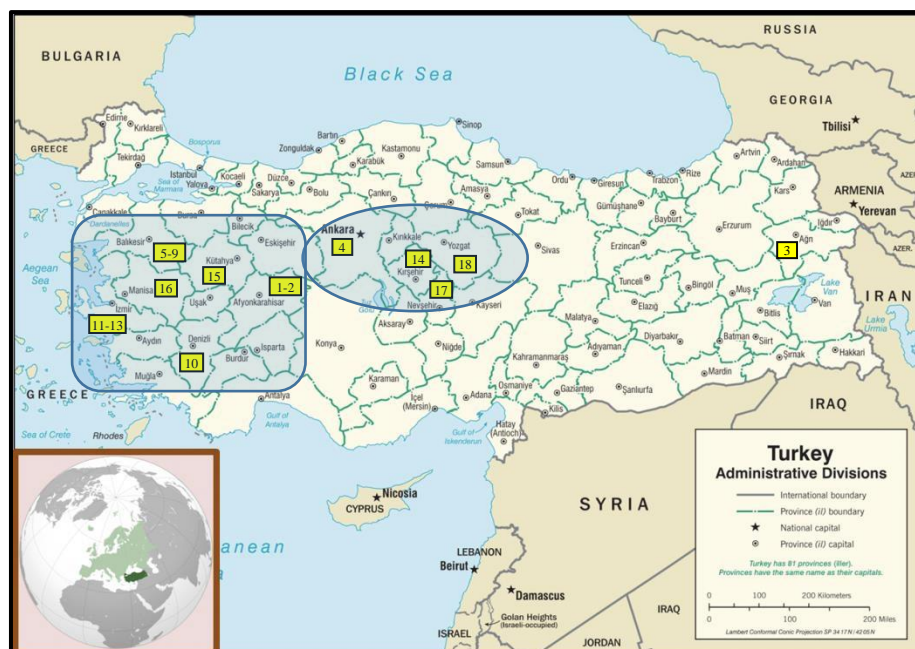 RUSSIA
BULGARIA
Black Sea
GEORGIA
Tbilisi
Edirne
Kırklareli
Sinop
Bartın
Zonguldak
Kastamonu
Artvin
Ardahan
GREECE
Tekirdağ
Bosporus
İstanbul
Kocaeli
Düzce
Karabük
Samsun
Ordu
Giresun
Trabzon
Rize
Kars
AZER.
Sea of
Marmara
Yalova
Sakarya
Bolu
Çankırı
Amasya
ARMENIA
Çanakkale
Tokat
Gümüşhane
Bayburt
Iğdır
Yerevan
Dardanelles
Bilecik
Ankara
Erzurum
Ağrı
AZER.
Balıkesir
Eskişehir
4
Kırıkkale
Yozgat
Sivas
Erzincan
3
Aegean
Sea
5-9
Kütahya
14
18
15
Kırşehir
Tunceli
Bingöl
Muş
Lake
Van
IRAN
Manisa
16
Uşak
1-2
Afyonkarahisar
17
Elazığ
Van
İzmir
Nevşehir
Kayseri
Bitlis
Lake
Urmia
11-13
Aksaray
Malatya
Aydın
Denizli
Isparta
Konya
Niğde
Diyarbakır
Batman
Siirt
Hakkari
10
Burdur
Kahramanmaraş
Adıyaman
Şırnak
Muğla
Mardin
GREECE
Karaman
Osmaniye
Gaziantep
Şanlıurfa
Antalya
İçel
(Mersin)
Adana
Kilis
IRAQ
Sea of Crete
Rhodes
Gulf of
Antalya
Gulf of
Iskenderun
Hatay
(Antioch)
Turkey
Administrative Divisions
Nicosia
CYPRUS
SYRIA
International boundary
Province (il) boundary
National capital
Province (il) capital
LEBANON
Beirut
Turkey has 81 provinces (iller).
Provinces have the same name as their capitals.
Damascus
0 100 200 Kilometers
Golan Heights
(Israeli-occupied)
IRAQ
0 100 200 Miles
ISRAEL
JORDAN
Lambert Conformal Conic Projection SP 34 17 N / 42 05 N